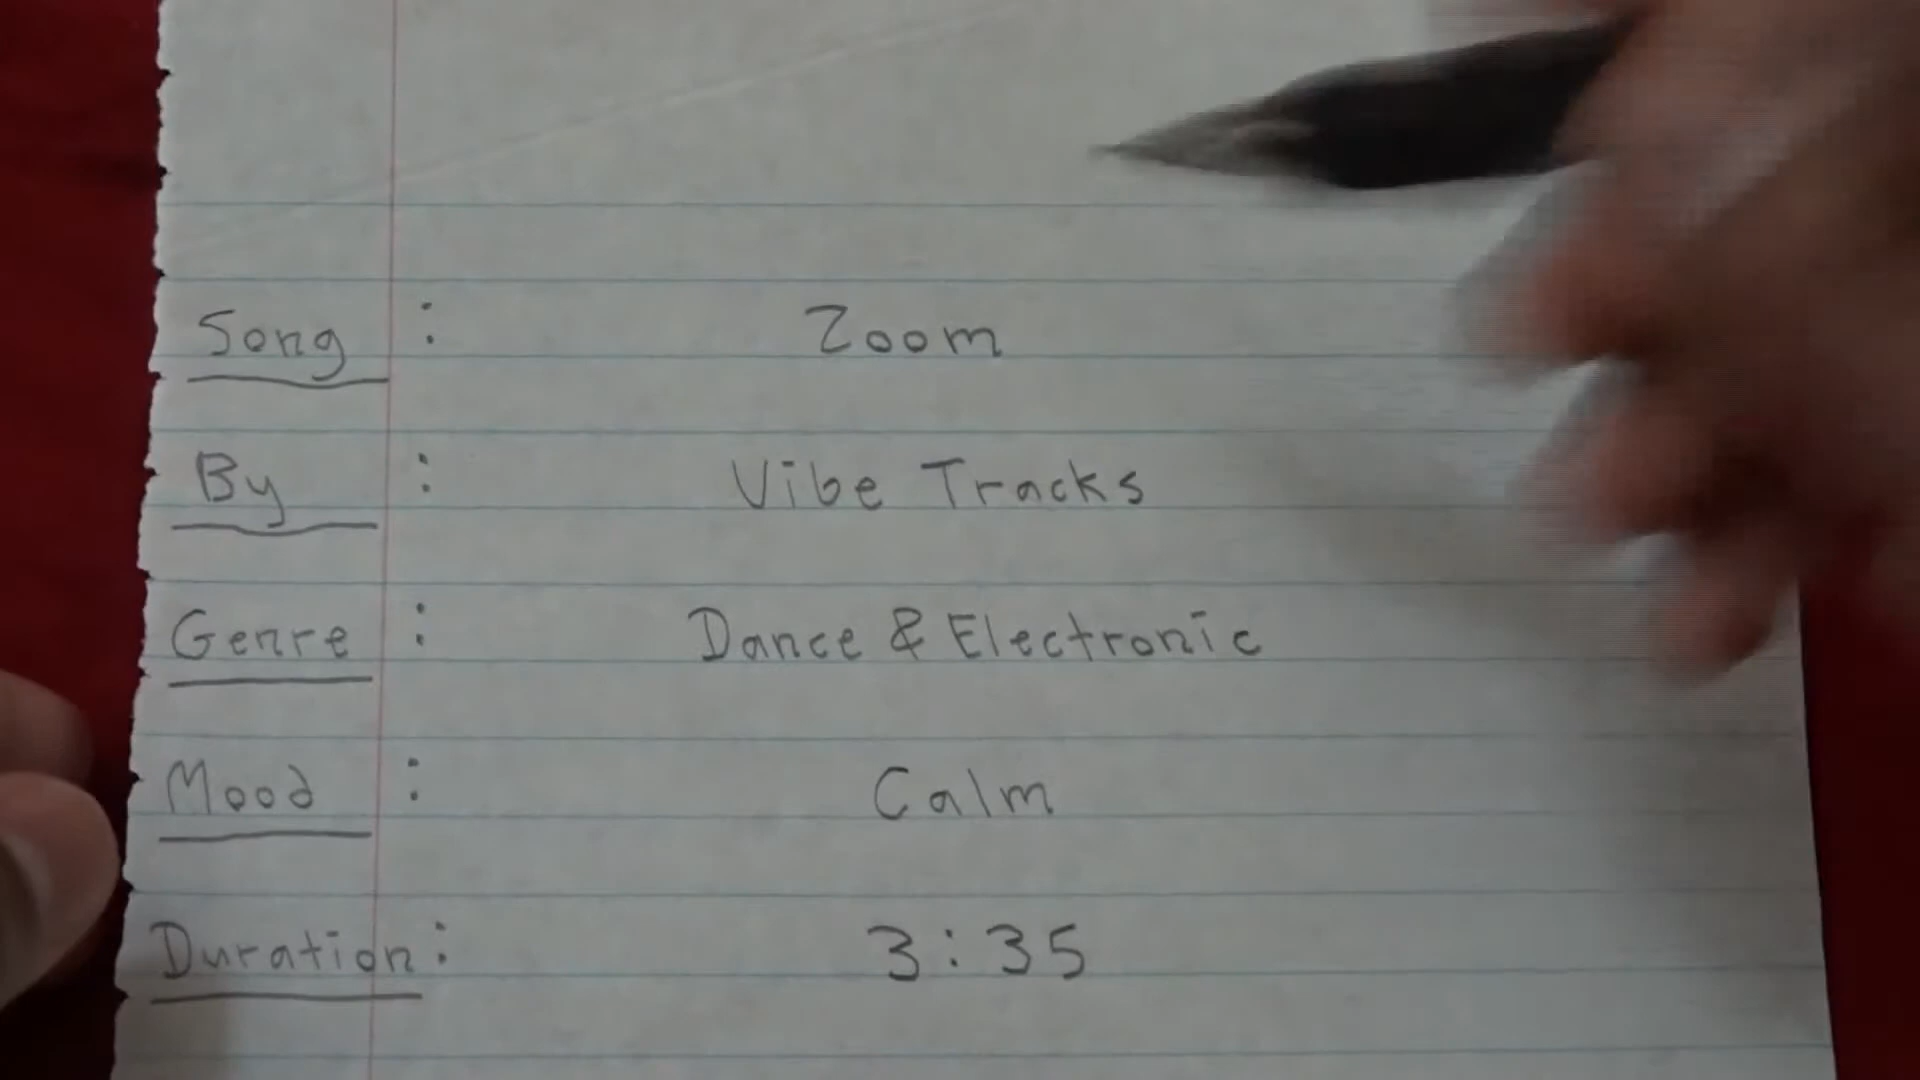 Song : Zoom
By : Vibe Tracks
Genre : Dance & Electronic
Mood : Calm
Duration : 3:35